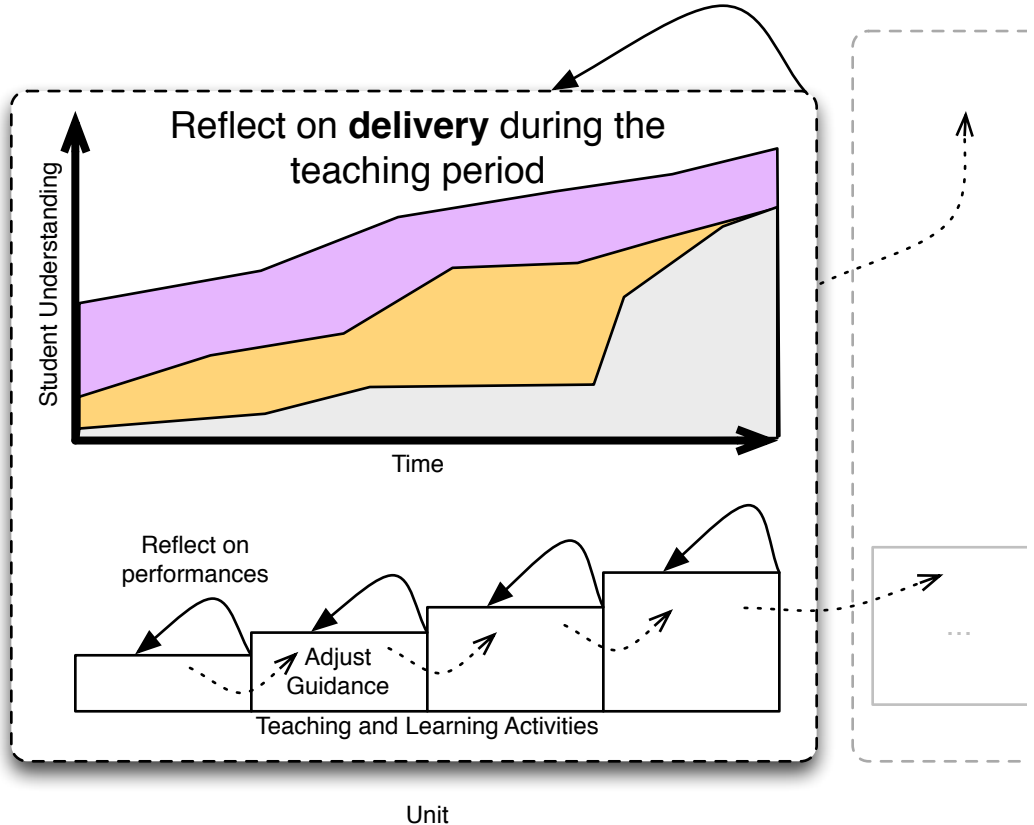 Reflect on delivery during the
teaching period
Student Understanding
Time
Reflect on
performances
Adjust
Guidance
...
Teaching and Learning Activities
Unit